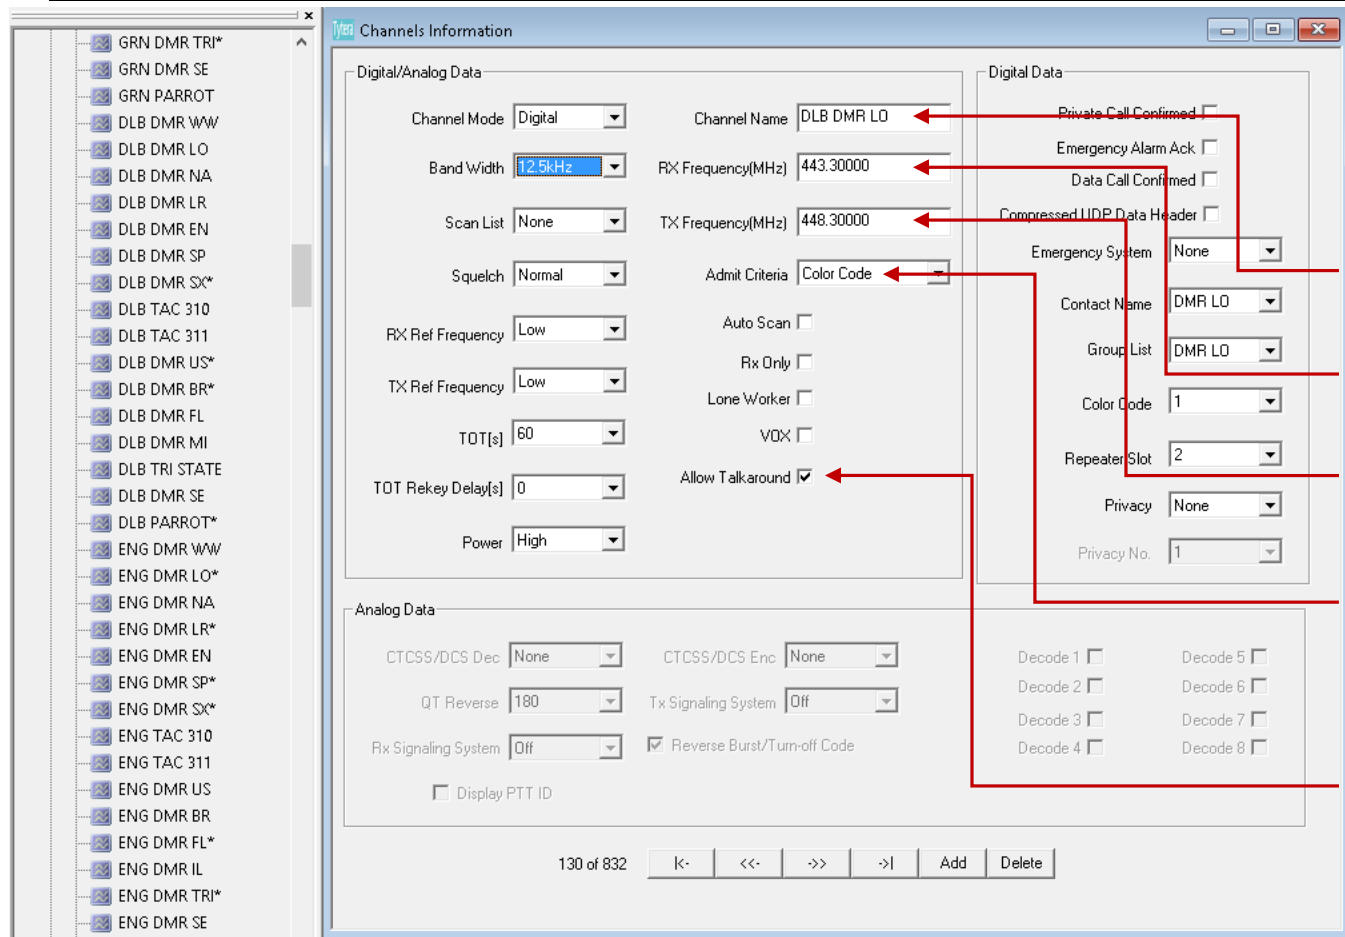 ×
GRN DMR TRI*
GRN DMR SE
GRN PARROT
DLB DMR WW
DLB DMR LO
DLB DMR NA
DLB DMR LR
DLB DMR EN
DLB DMR SP
DLB DMR SX*
DLB TAC 310
DLB TAC 311
DLB DMR US*
DLB DMR BR*
DLB DMR FL
DLB DMR MI
DLB TRI STATE
DLB DMR SE
DLB PARROT*
ENG DMR WW
ENG DMR LO*
ENG DMR NA
ENG DMR LR*
ENG DMR EN
ENG DMR SP*
ENG DMR SX*
ENG TAC 310
ENG TAC 311
ENG DMR US
ENG DMR BR
ENG DMR FL*
ENG DMR IL
ENG DMR TRI*
ENG DMR SE
Tytera Channels Information
Digital/Analog Data
Channel Mode Digital
Band Width 12.5kHz
Scan List None
Squelch Normal
RX Ref Frequency Low
TX Ref Frequency Low
TOT[s] 60
TOT Rekey Delay[s] 0
Power High
Channel Name DLB DMR LO
RX Frequency(MHz) 443.30000
TX Frequency(MHz) 448.30000
Admit Criteria Color Code
Auto Scan
Rx Only
Lone Worker
VOX
Allow Talkaround
Digital Data
Private Call Confirmed
Emergency Alarm Ack
Data Call Confirmed
Compressed UDP Data Header
Emergency System None
Contact Name DMR LO
Group List DMR LO
Color Code 1
Repeater Slot 2
Privacy None
Privacy No. 1
Analog Data
CTCSS/DCS Dec None
QT Reverse 180
Rx Signaling System Off
Display PTT ID
CTCSS/DCS Enc None
Tx Signaling System Off
Reverse Burst/Turn-off Code
Decode 1 Decode 5
Decode 2 Decode 6
Decode 3 Decode 7
Decode 4 Decode 8
130 of 832 |<- <<- ->> ->| Add Delete